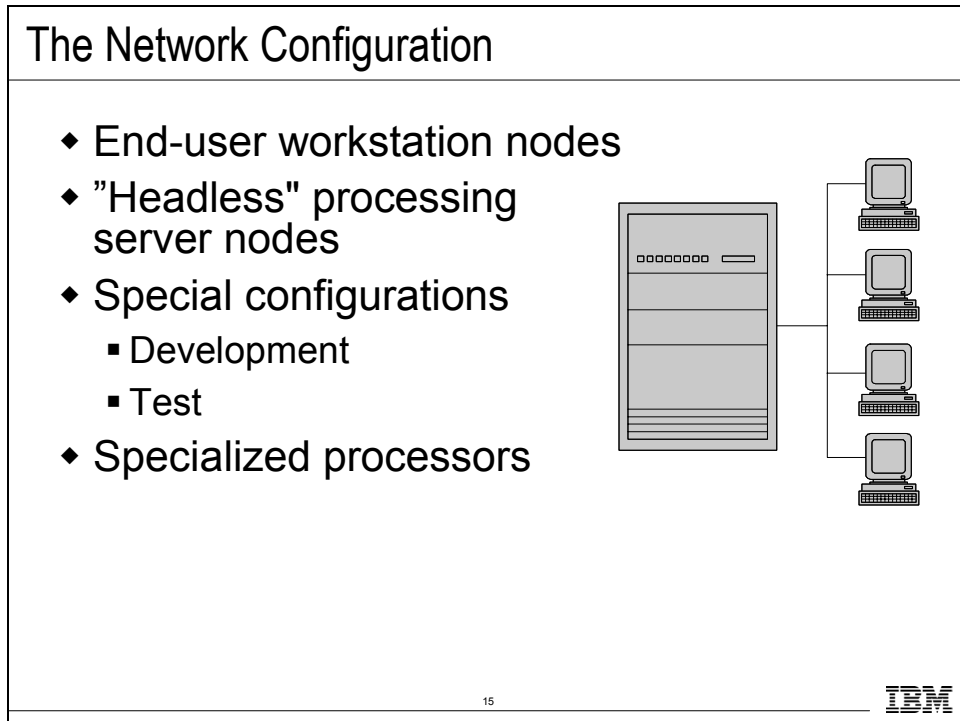 The Network Configuration
◆ End-user workstation nodes
◆ ”Headless" processing
server nodes
◆ Special configurations
▪ Development
▪ Test
◆ Specialized processors
15
IBM